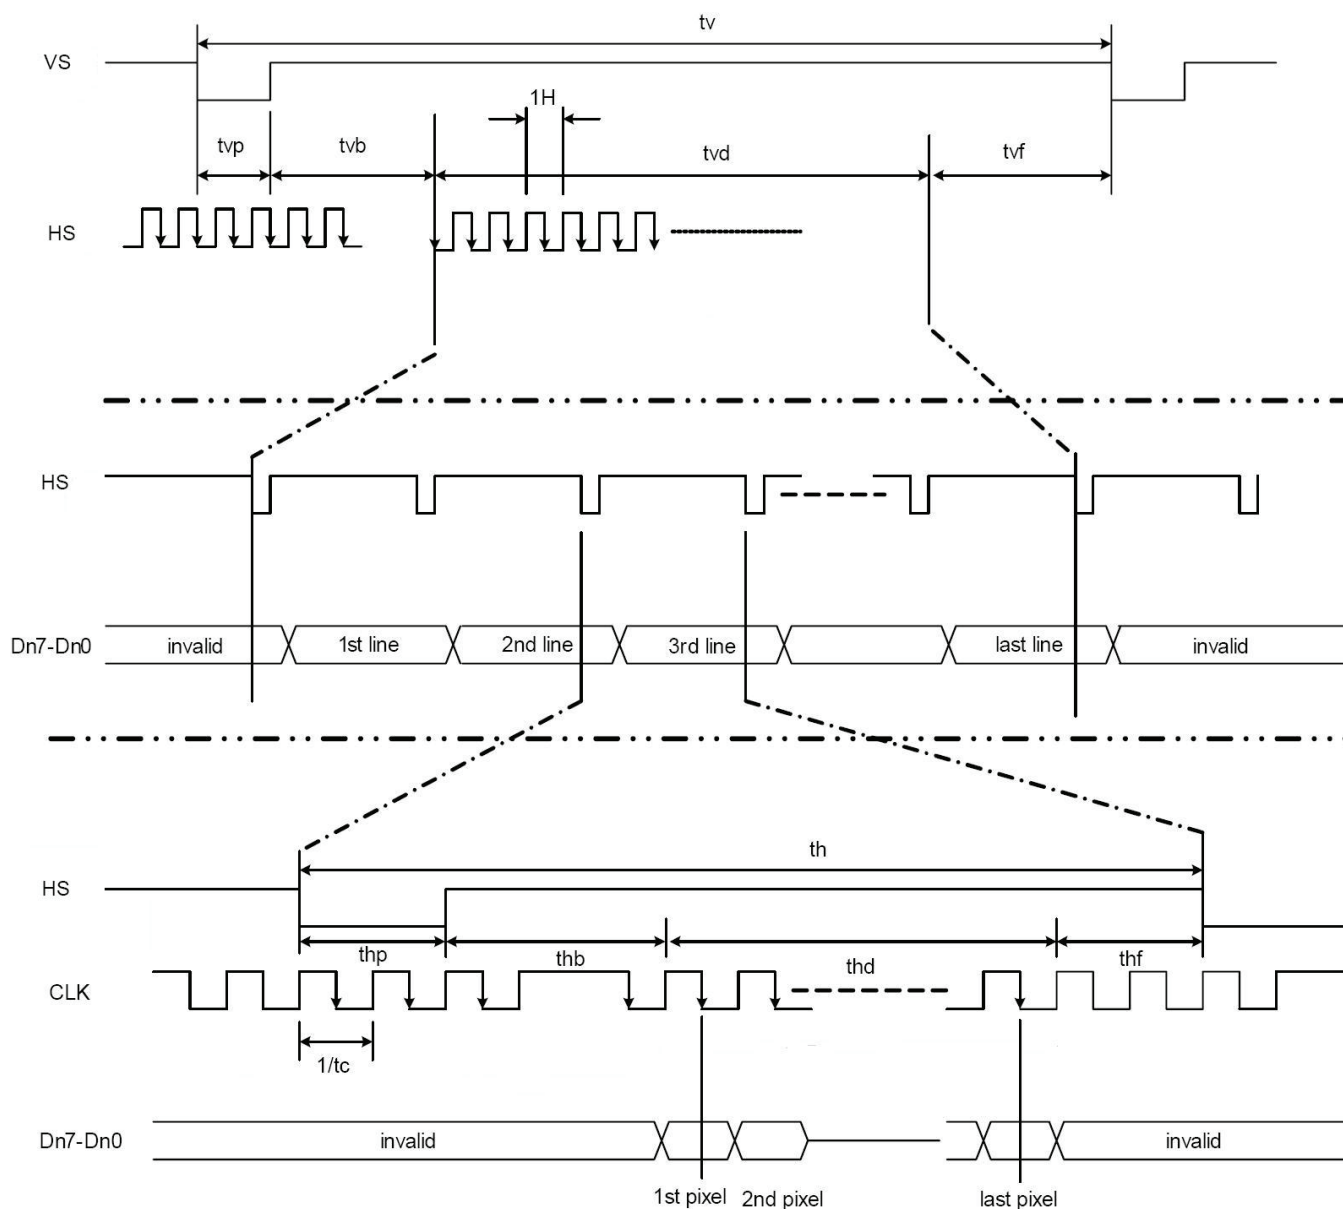 tv
VS
1H
tvp
tvb
tvd
tvf
HS
HS
Dn7-Dn0
invalid
1st line
2nd line
3rd line
last line
invalid
th
HS
thp
thb
thd
thf
CLK
1/tc
Dn7-Dn0
invalid
invalid
1st pixel
2nd pixel
last pixel